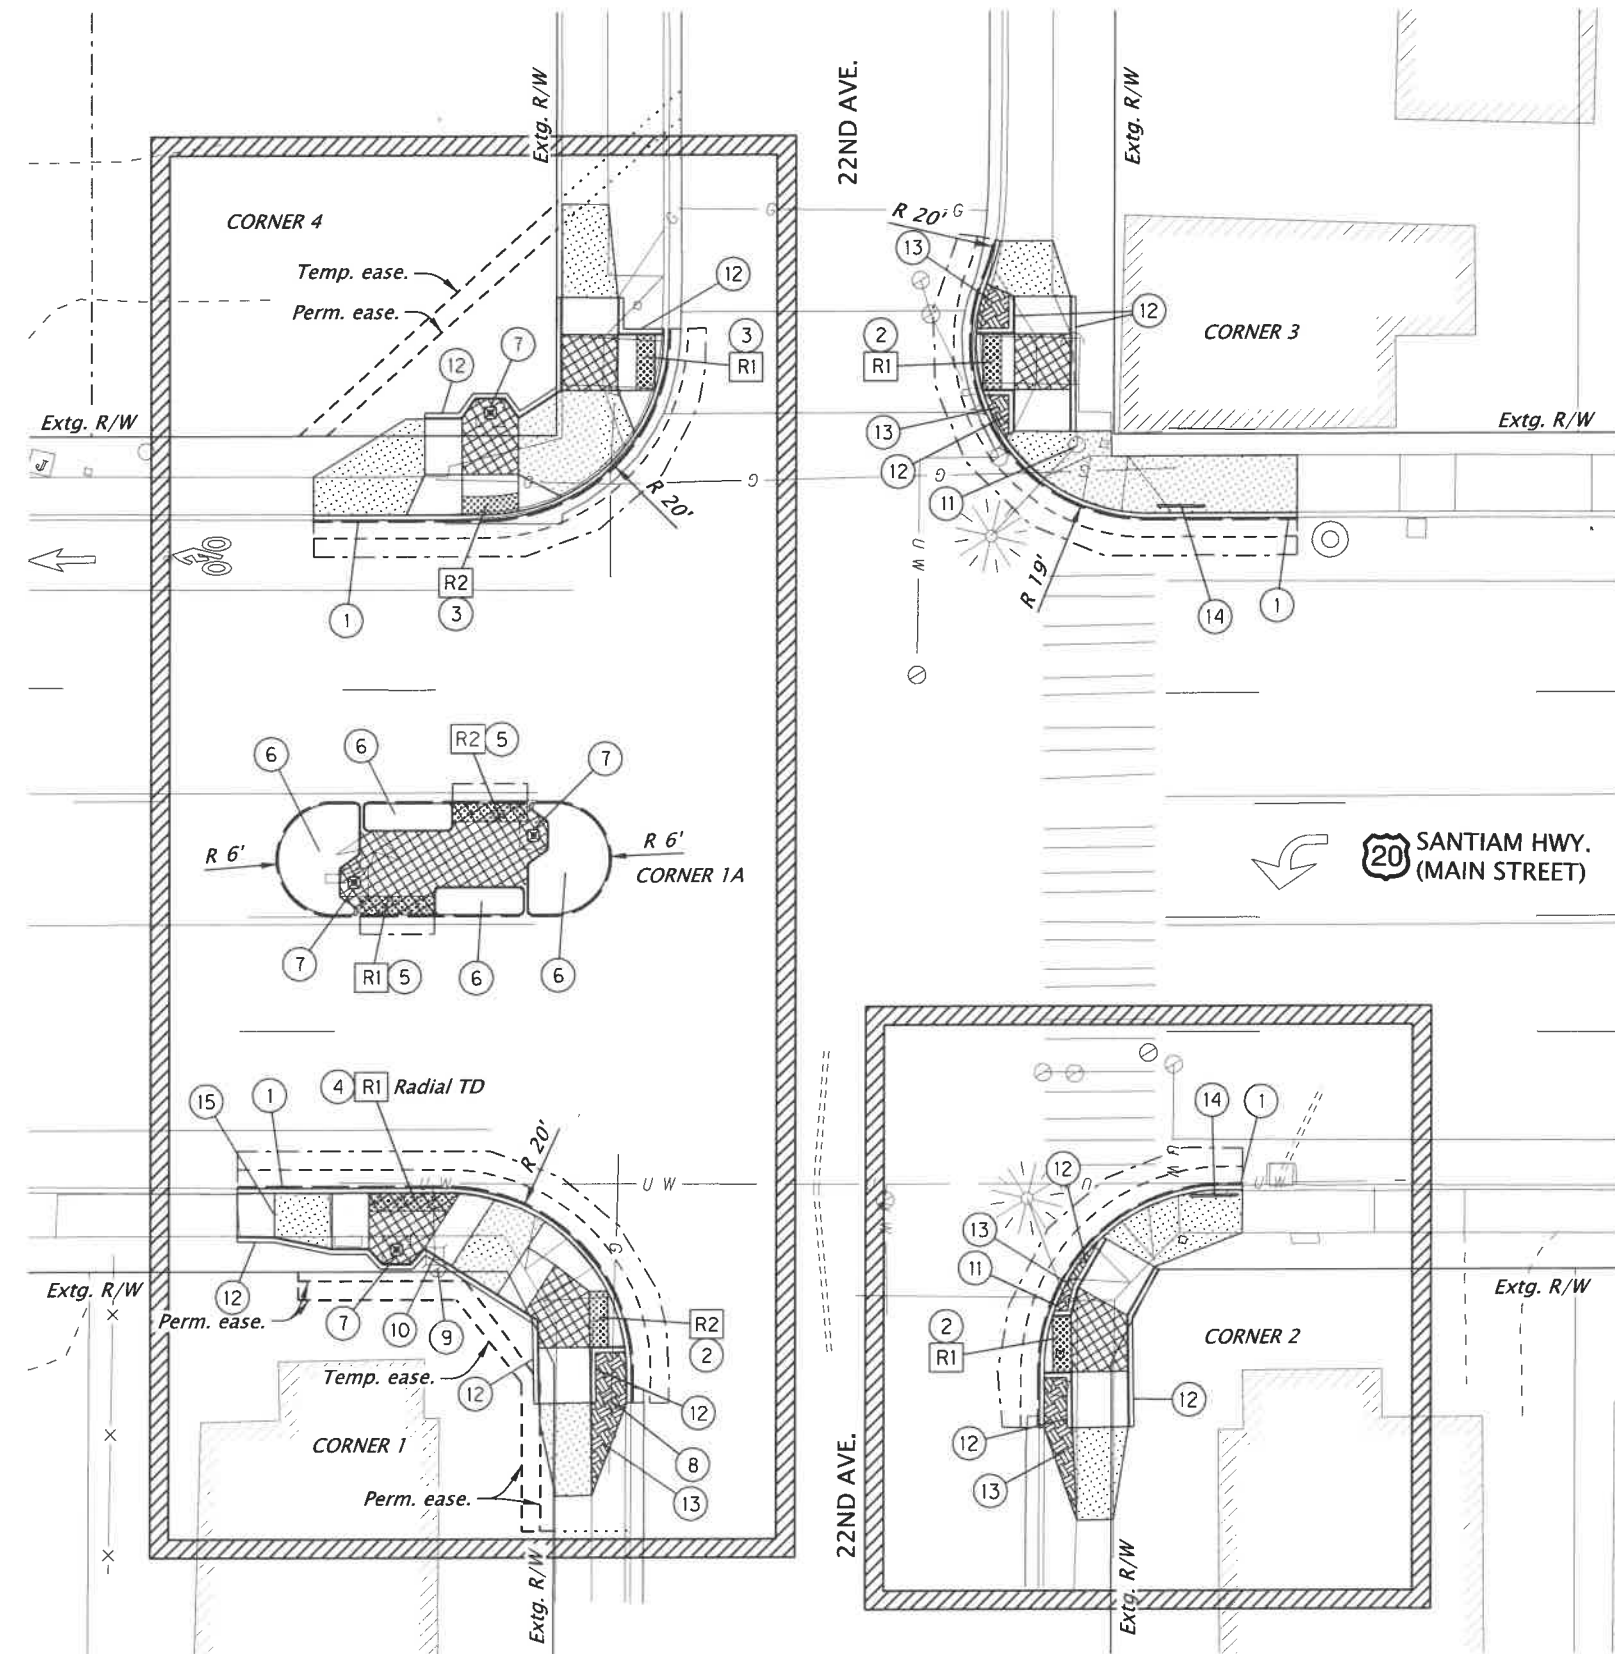 Extg. R/W
22ND AVE.
Extg. R/W
CORNER 4
R 20'
G
G
G
13
Temp. ease.
12
Perm. ease.
12
CORNER 3
3
R1
2
R1
7
12
Extg. R/W
Extg. R/W
13
12
G
G
G
G
J
11
R 20'
U W
R 19'
R2
3
1
14
1
6
6
R2
5
7
R 6'
R 6'
CORNER 1A
20
SANTIAM HWY.
(MAIN STREET)
7
R1
5
6
6
15
1
4
R1
Radial TD
R 20'
14
1
U W
U W
U W
12
U
U W
W
G
13
11
Extg. R/W
12
Perm. ease.
7
10
9
R2
2
2
R1
CORNER 2
Extg. R/W
Temp. ease.
12
12
12
CORNER 1
12
8
13
13
Perm. ease.
22ND AVE.
Extg. R/W
Extg. R/W